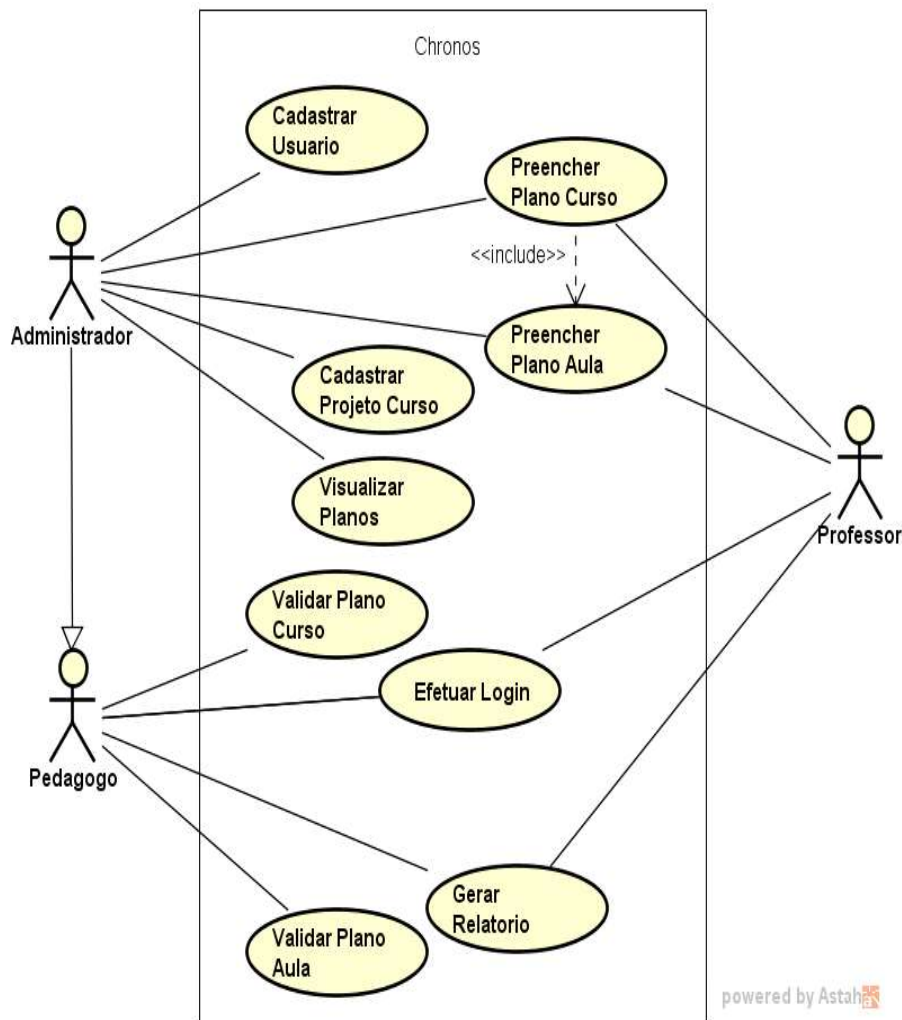 Chronos
Cadastrar
Usuario
Preencher
Plano Curso
<<include>>
Administrador
Preencher
Plano Aula
Cadastrar
Projeto Curso
Visualizar
Planos
Professor
Validar Plano
Curso
Efetuar Login
Pedagogo
Gerar
Relatorio
Validar Plano
Aula
powered by Astah